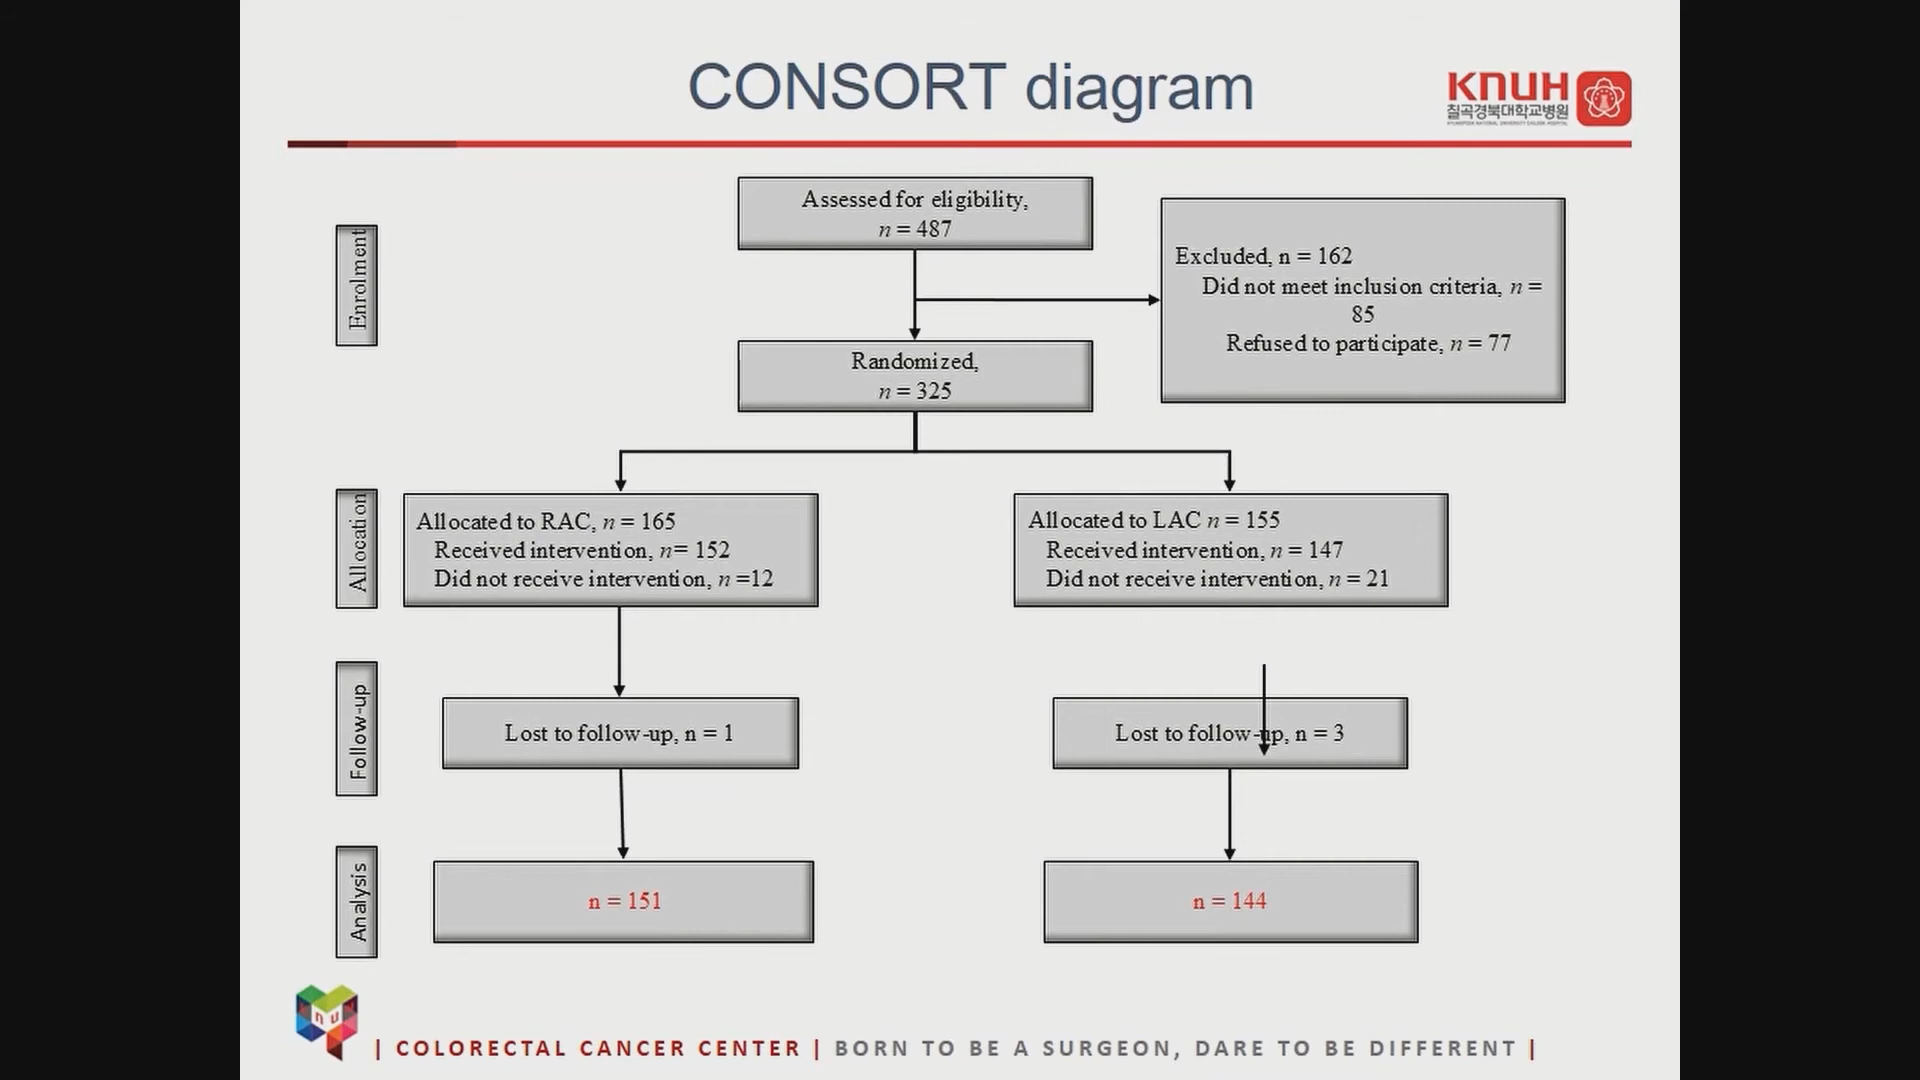 CONSORT diagram
KNUH
칠곡경북대학교병원
Assessed for eligibility,
n = 487
Enrolment
Excluded, n = 162
Did not meet inclusion criteria, n =
85
Refused to participate, n = 77
Randomized,
n = 325
Allocation
Allocated to RAC, n = 165
Received intervention, n= 152
Did not receive intervention, n =12
Allocated to LAC n = 155
Received intervention, n = 147
Did not receive intervention, n = 21
Follow-up
Lost to follow-up, n = 1
Lost to follow-up, n = 3
Analysis
n = 151
n = 144
| COLORECTAL CANCER CENTER | BORN TO BE A SURGEON, DARE TO BE DIFFERENT |